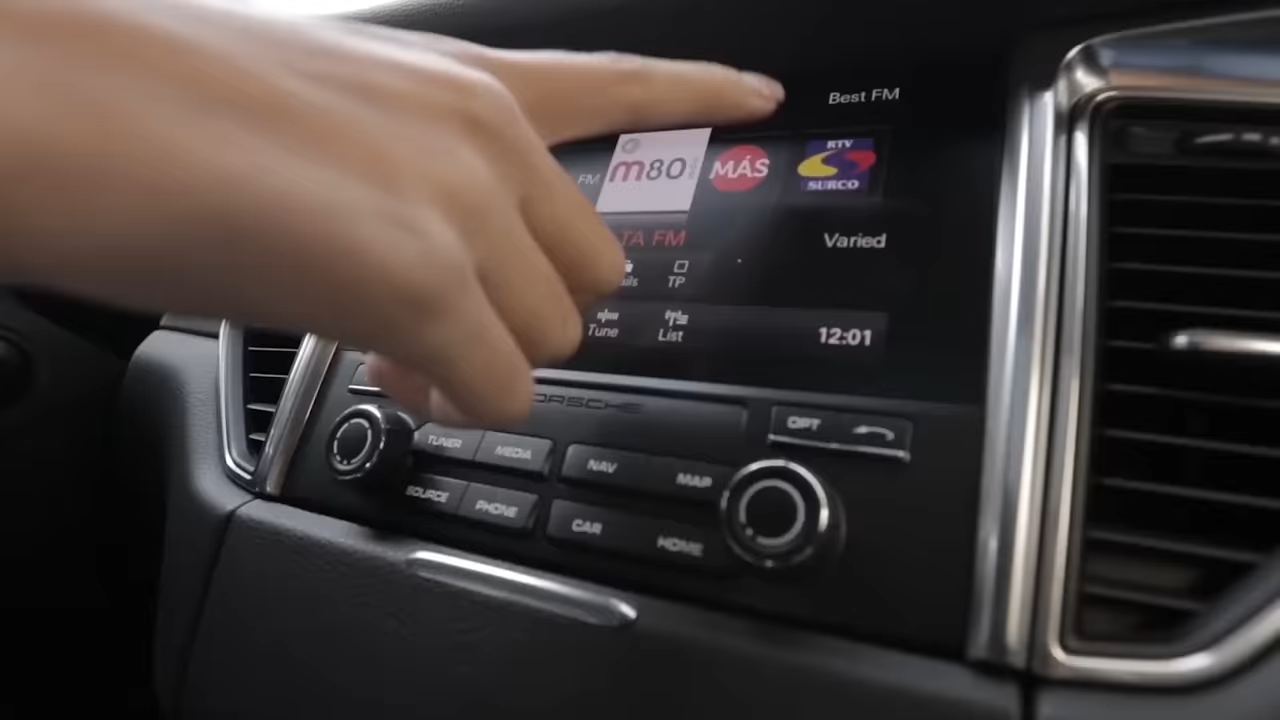 Best FM
FM
m80
MÁS
RTV
SURCO
TA FM
Varied
TP
Tune
List
12:01
PORSCHE
OPT
TUNER
MEDIA
NAV
MAP
SOURCE
PHONE
CAR
HOME